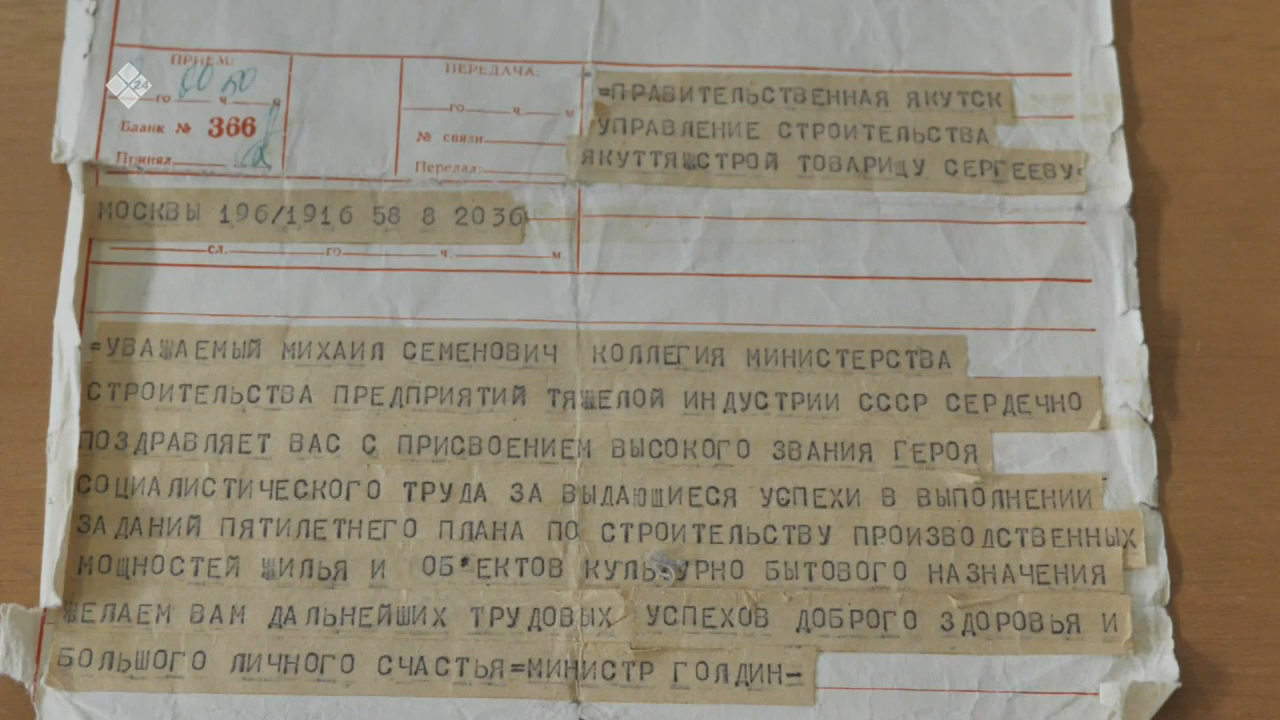 ПРИЕМ:
го ч. м
Бланк № 366
Принял
ПЕРЕДАЧА:
го ч. м
№ связи
Передал:
=ПРАВИТЕЛЬСТВЕННАЯ ЯКУТСК
УПРАВЛЕНИЕ СТРОИТЕЛЬСТВА
ЯКУТТЯЖСТРОЙ ТОВАРИЩУ СЕРГЕЕВУ=
МОСКВЫ 196/1916 58 8 2036
сл. го ч. м.
=УВАЖАЕМЫЙ МИХАИЛ СЕМЕНОВИЧ КОЛЛЕГИЯ МИНИСТЕРСТВА
СТРОИТЕЛЬСТВА ПРЕДПРИЯТИЙ ТЯЖЕЛОЙ ИНДУСТРИИ СССР СЕРДЕЧНО
ПОЗДРАВЛЯЕТ ВАС С ПРИСВОЕНИЕМ ВЫСОКОГО ЗВАНИЯ ГЕРОЯ
СОЦИАЛИСТИЧЕСКОГО ТРУДА ЗА ВЫДАЮЩИЕСЯ УСПЕХИ В ВЫПОЛНЕНИИ
ЗАДАНИЙ ПЯТИЛЕТНЕГО ПЛАНА ПО СТРОИТЕЛЬСТВУ ПРОИЗВОДСТВЕННЫХ
МОЩНОСТЕЙ ЖИЛЬЯ И ОБ'ЕКТОВ КУЛЬТУРНО БЫТОВОГО НАЗНАЧЕНИЯ
ЖЕЛАЕМ ВАМ ДАЛЬНЕЙШИХ ТРУДОВЫХ УСПЕХОВ ДОБРОГО ЗДОРОВЬЯ И
БОЛЬШОГО ЛИЧНОГО СЧАСТЬЯ=МИНИСТР ГОЛДИН-